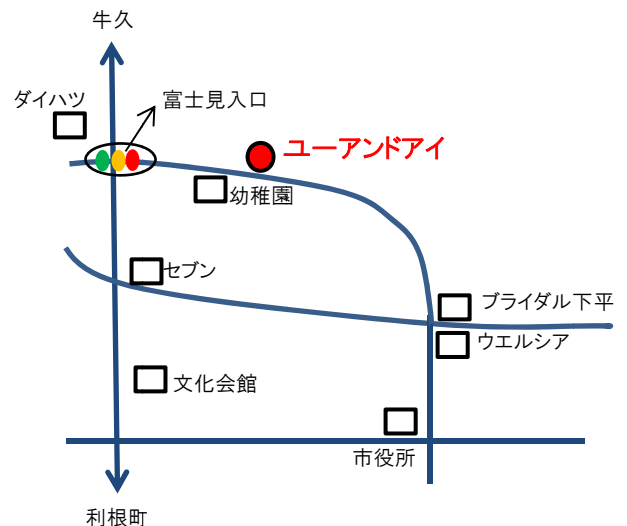 牛久
ダイハツ
富士見入口
ユーアンドアイ
幼稚園
セブン
ブライダル下平
ウエルシア
文化会館
市役所
利根町